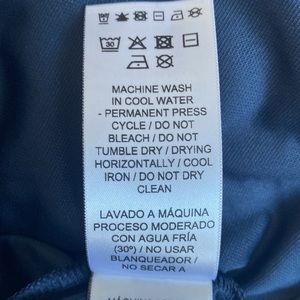 30
MACHINE WASH
IN COOL WATER
- PERMANENT PRESS
CYCLE / DO NOT
BLEACH / DO NOT
TUMBLE DRY / DRYING
HORIZONTALLY / COOL
IRON / DO NOT DRY
CLEAN
LAVADO A MÁQUINA
PROCESO MODERADO
CON AGUA FRÍA
(30º) / NO USAR
BLANQUEADOR /
NO SECAR A